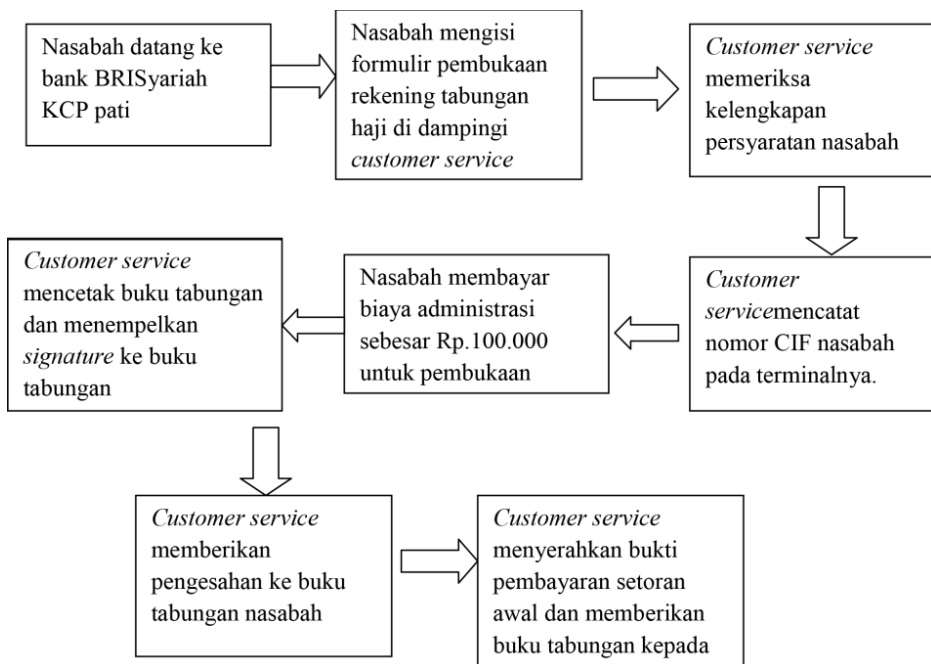 Nasabah datang ke
bank BRISyariah
KCP pati
Nasabah mengisi
formulir pembukaan
rekening tabungan
haji di dampingi
customer service
Customer service
memeriksa
kelengkapan
persyaratan nasabah
Customer
servicemencatat
nomor CIF nasabah
pada terminalnya.
Nasabah membayar
biaya administrasi
sebesar Rp.100.000
untuk pembukaan
Customer service
mencetak buku tabungan
dan menempelkan
signature ke buku
tabungan
Customer service
memberikan
pengesahan ke buku
tabungan nasabah
Customer service
menyerahkan bukti
pembayaran setoran
awal dan memberikan
buku tabungan kepada